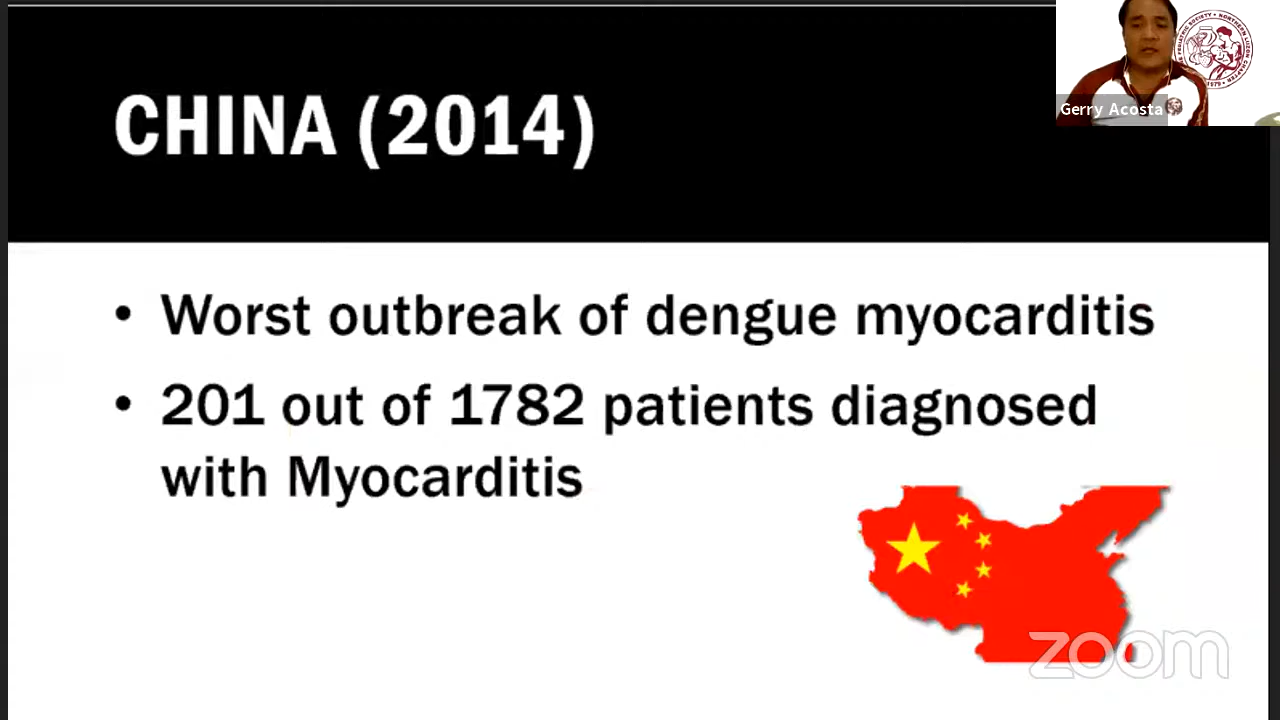 CHINA (2014)
Gerry Acosta
• Worst outbreak of dengue myocarditis
• 201 out of 1782 patients diagnosed
with Myocarditis
zoom